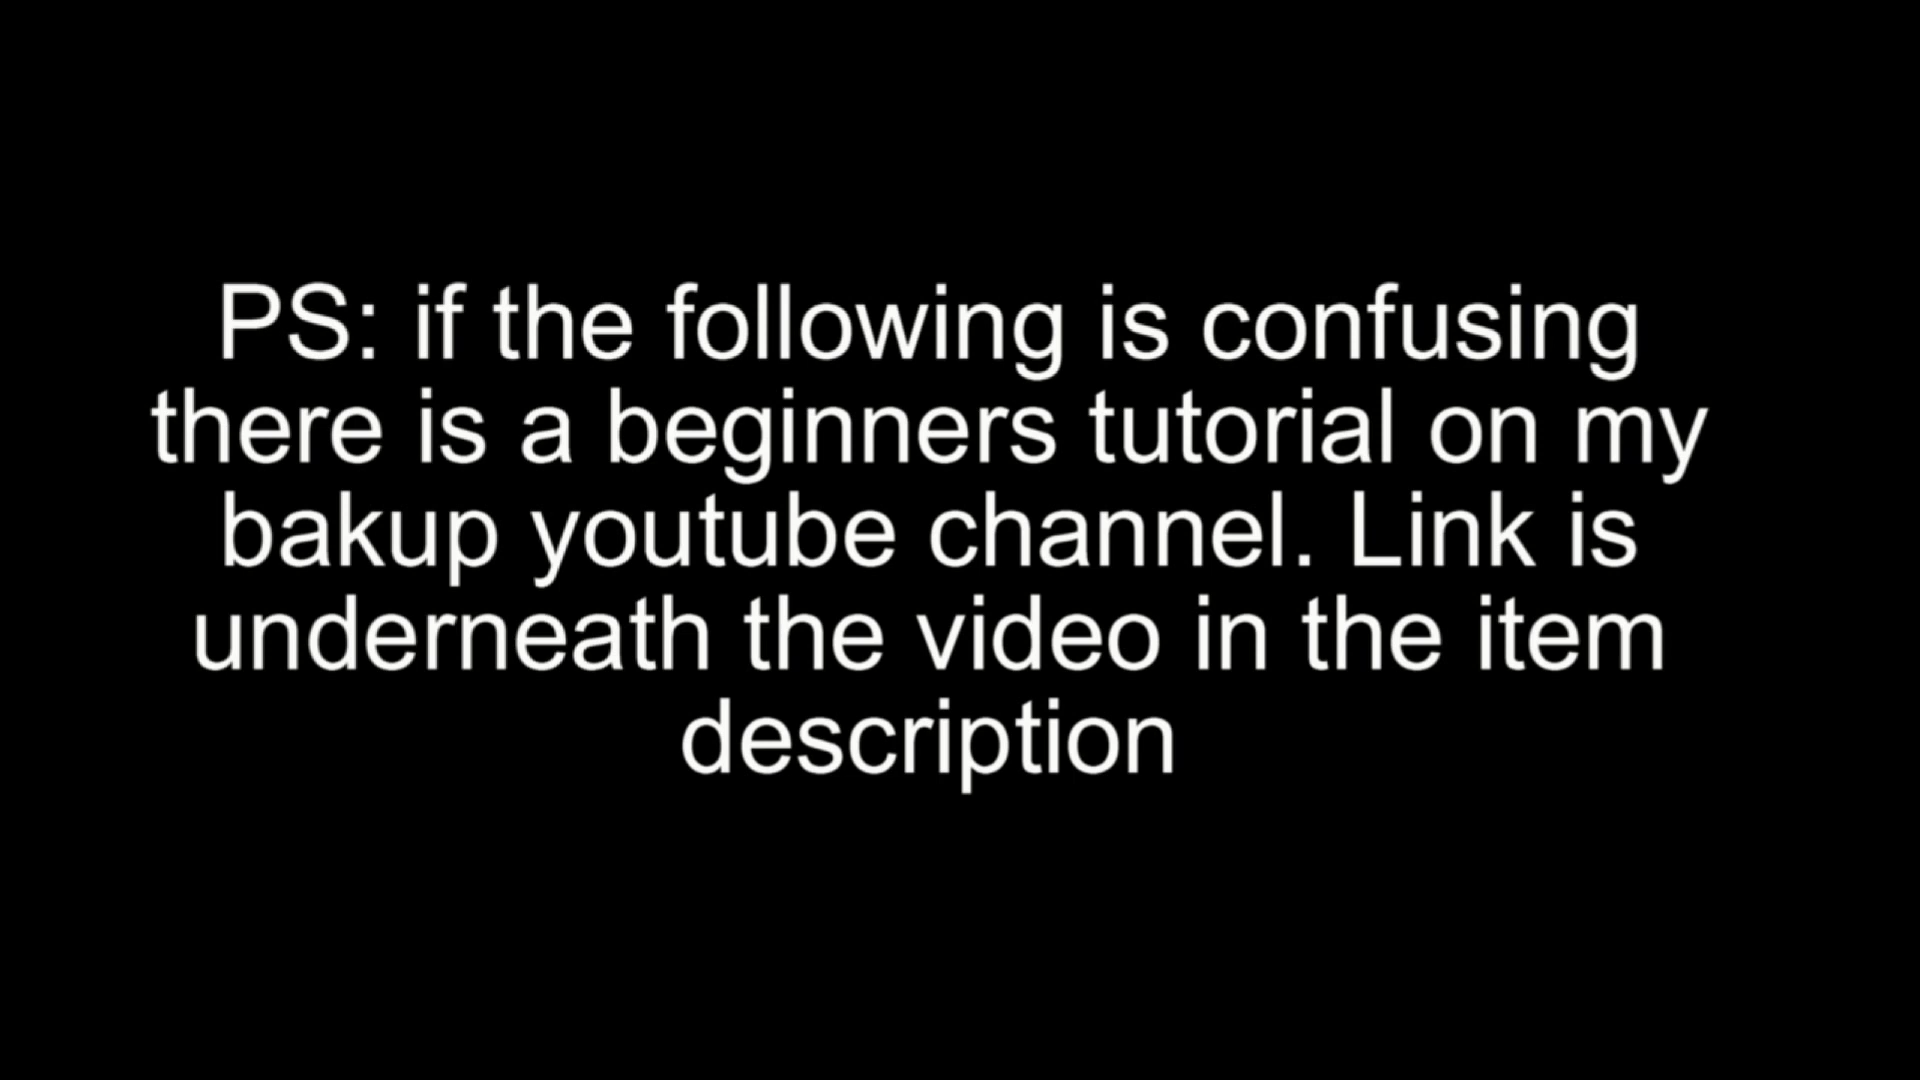 PS: if the following is confusing
there is a beginners tutorial on my
bakup youtube channel. Link is
underneath the video in the item
description